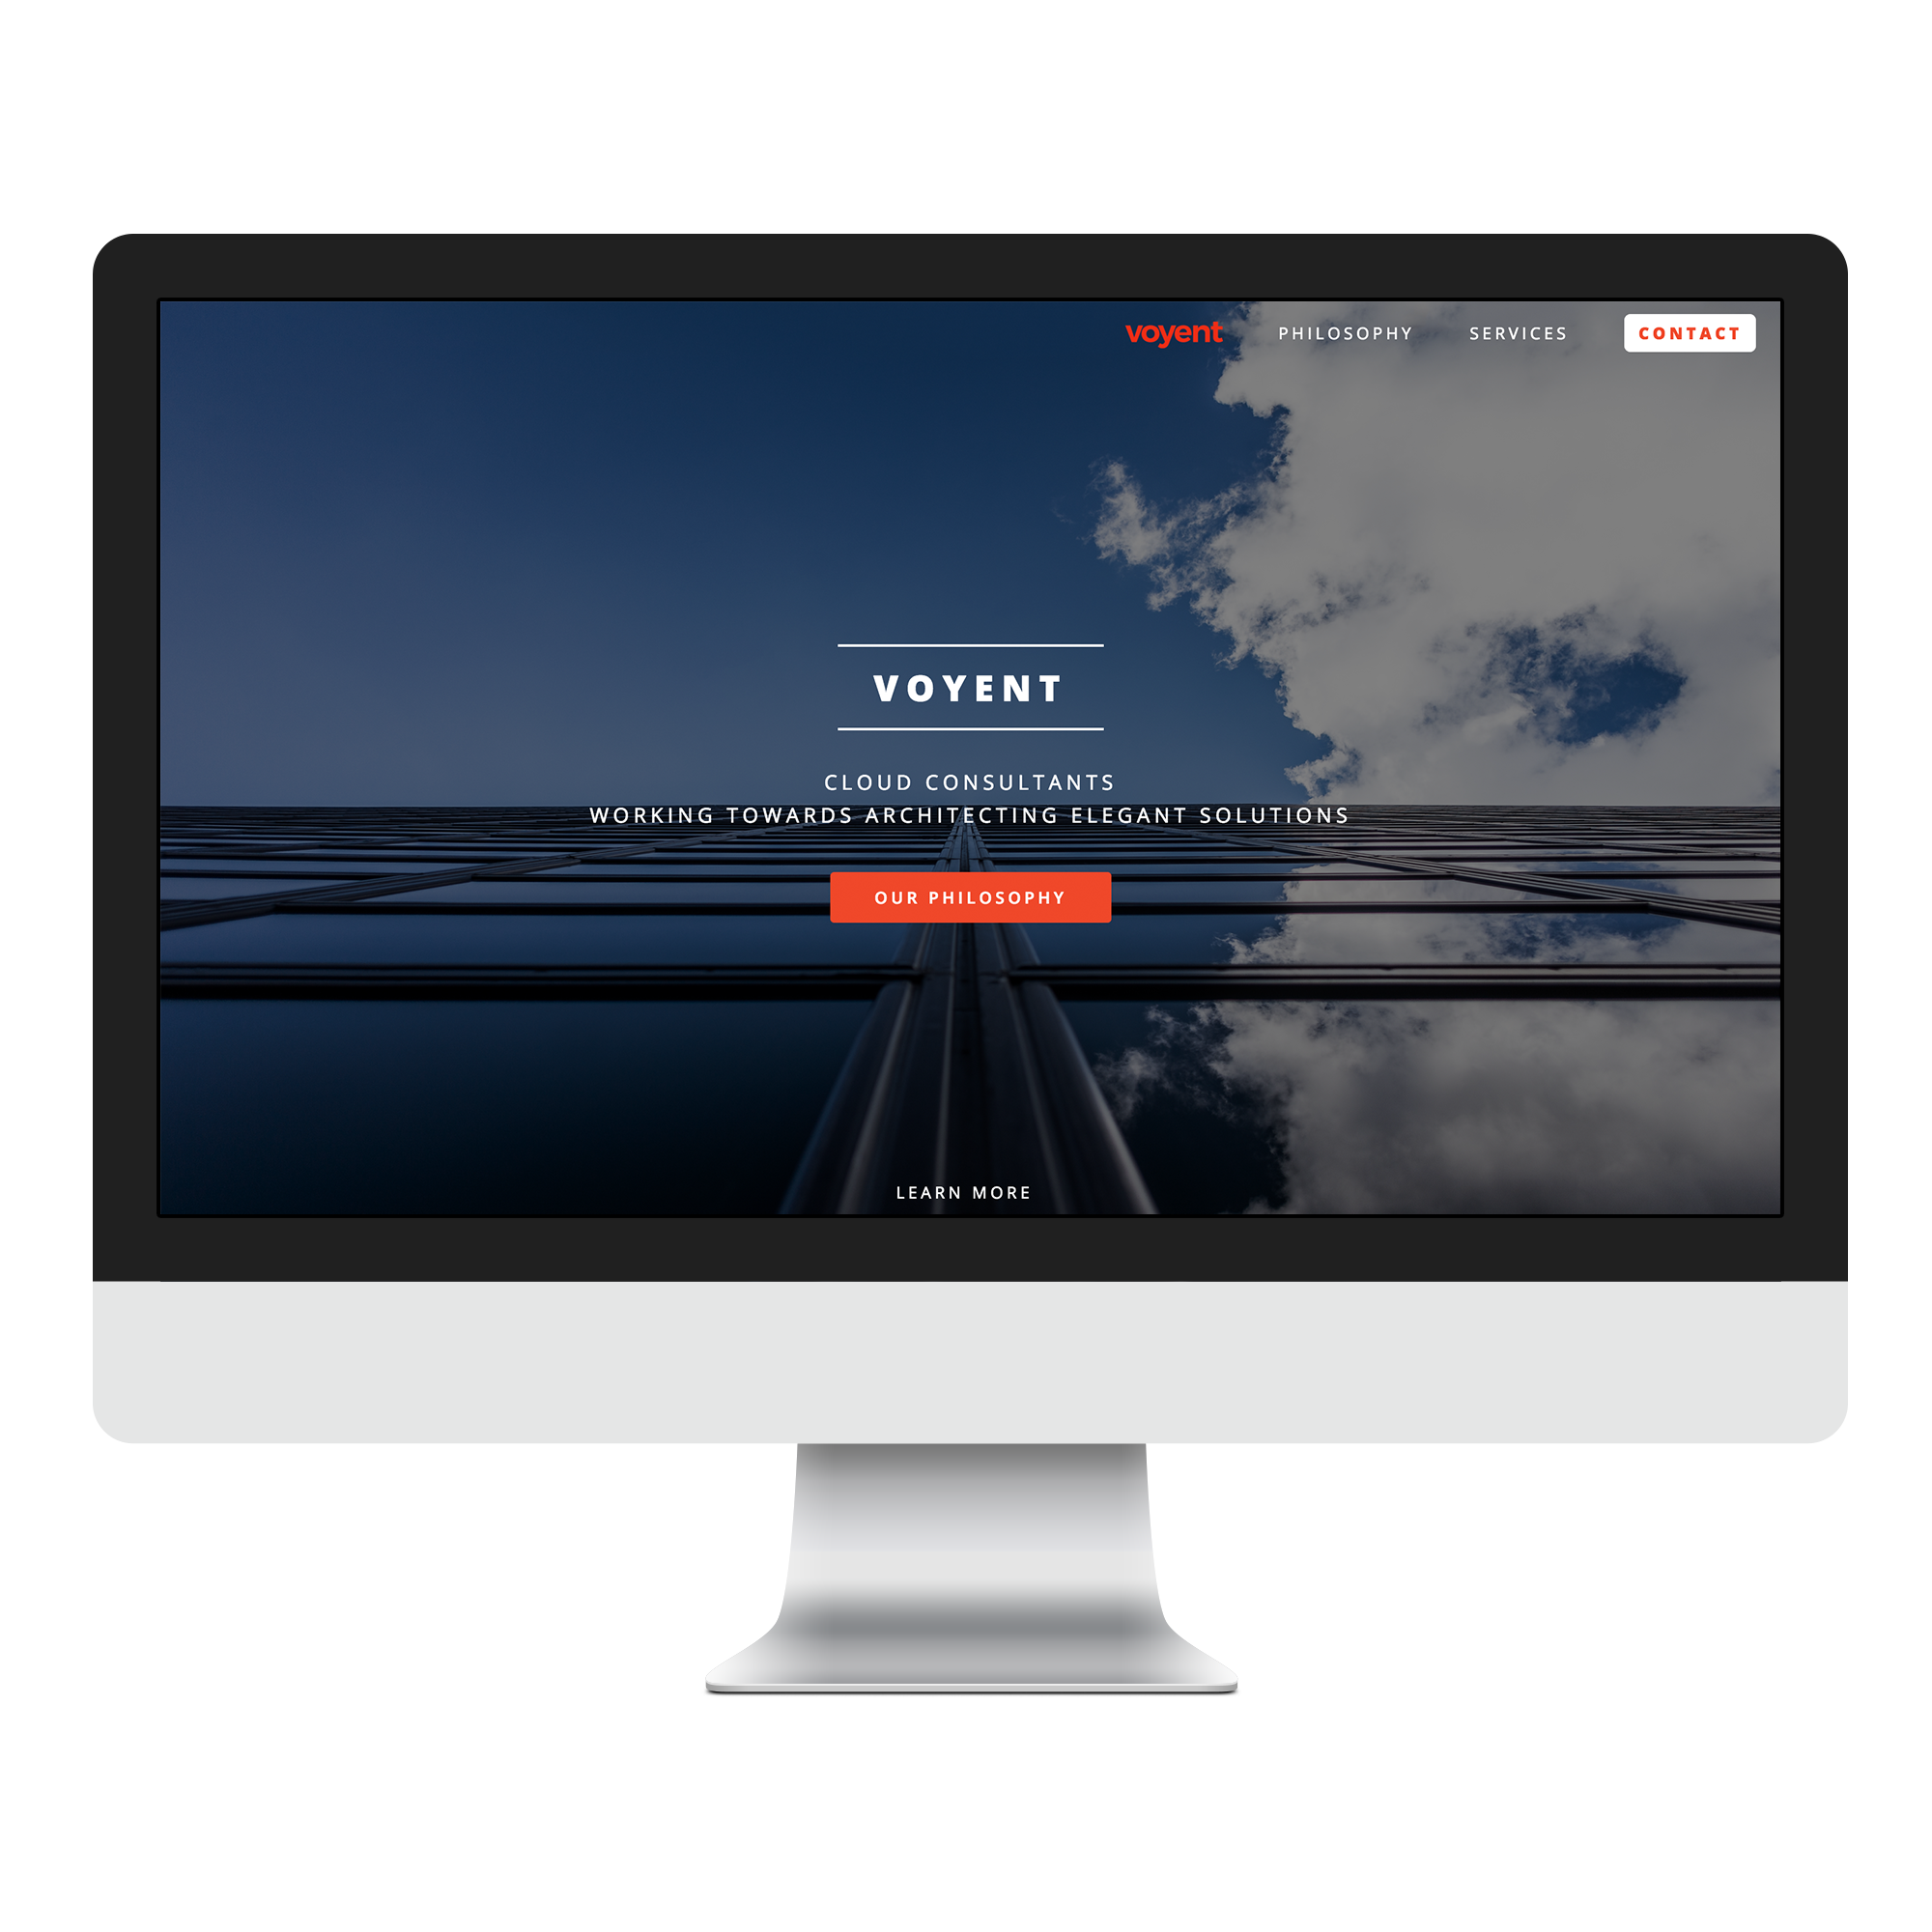 voyent
PHILOSOPHY
SERVICES
CONTACT
VOYENT
CLOUD CONSULTANTS
WORKING TOWARDS ARCHITECTING ELEGANT SOLUTIONS
OUR PHILOSOPHY
LEARN MORE